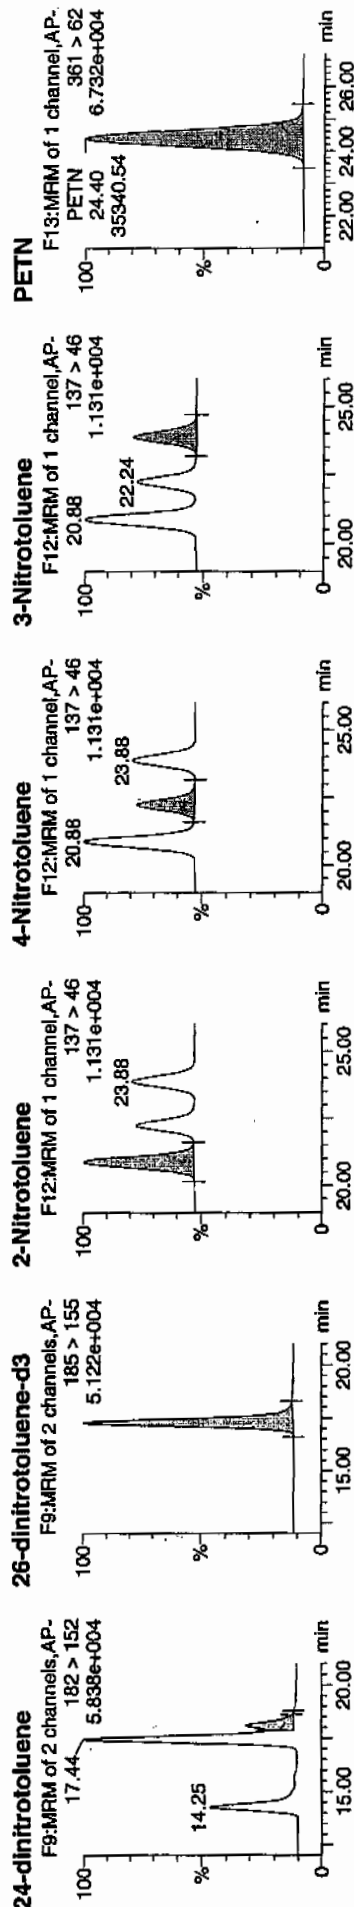 24-dinitrotoluene
F9:MRM of 2 channels,AP-
182 > 152
5.838e+004
17.44
14.25
100
%
0
15.00
20.00
min
26-dinitrotoluene-d3
F9:MRM of 2 channels,AP-
185 > 155
5.122e+004
100
%
0
15.00
20.00
min
2-Nitrotoluene
F12:MRM of 1 channel,AP-
137 > 46
1.131e+004
23.88
100
%
0
20.00
25.00
min
4-Nitrotoluene
F12:MRM of 1 channel,AP-
137 > 46
1.131e+004
20.88
23.88
100
%
0
20.00
25.00
min
3-Nitrotoluene
F12:MRM of 1 channel,AP-
137 > 46
1.131e+004
20.88
22.24
100
%
0
20.00
25.00
min
PETN
F13:MRM of 1 channel,AP-
361 > 62
6.732e+004
PETN
24.40
35340.54
100
%
0
22.00
24.00
26.00
min